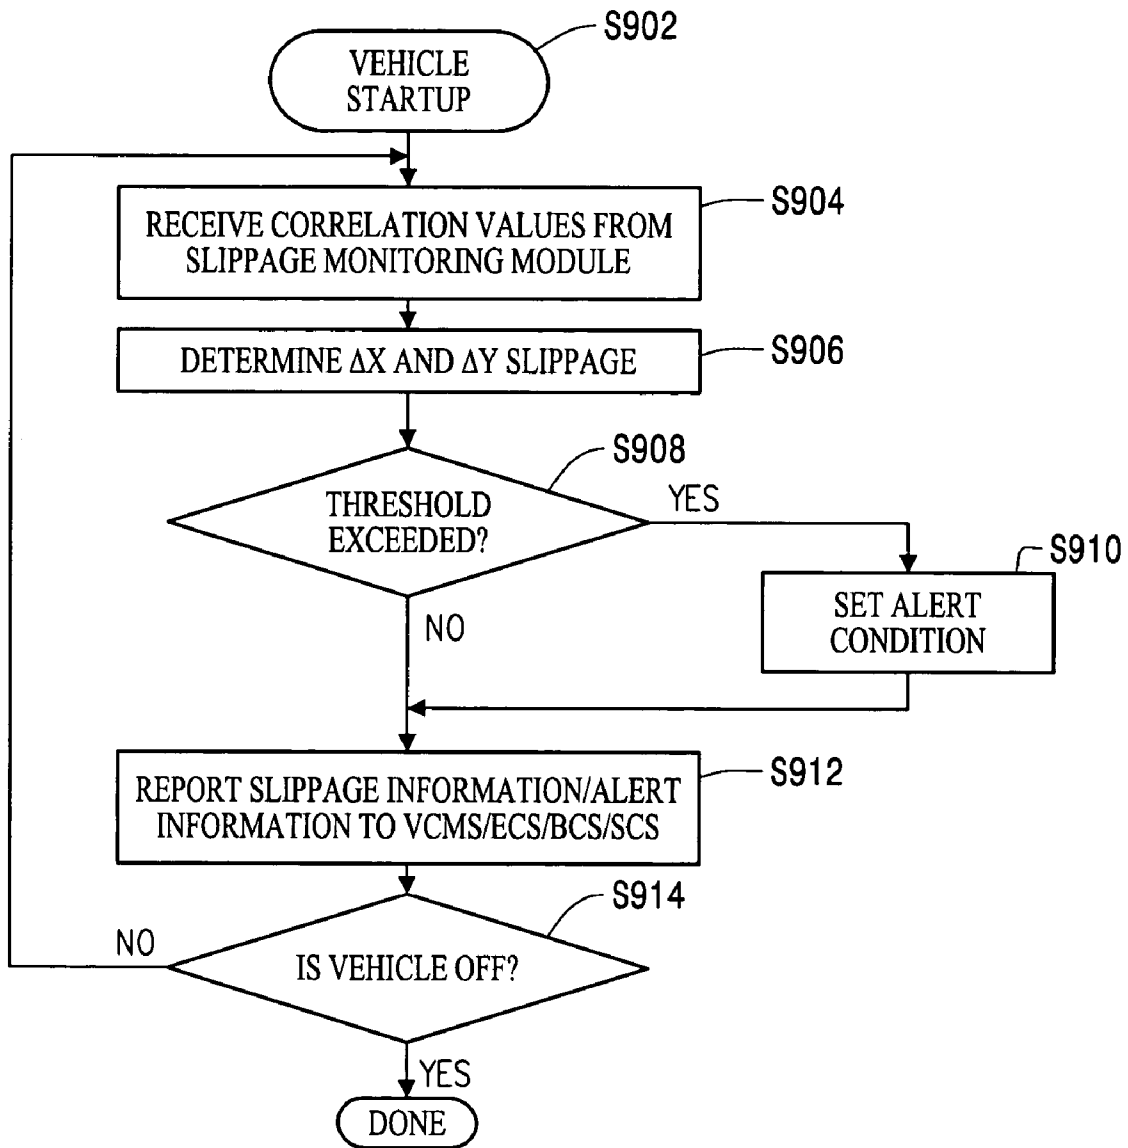 S902
VEHICLE
STARTUP
S904
RECEIVE CORRELATION VALUES FROM
SLIPPAGE MONITORING MODULE
S906
DETERMINE ΔX AND ΔY SLIPPAGE
S908
THRESHOLD
EXCEEDED?
YES
S910
SET ALERT
CONDITION
NO
S912
REPORT SLIPPAGE INFORMATION/ALERT
INFORMATION TO VCMS/ECS/BCS/SCS
S914
NO
IS VEHICLE OFF?
YES
DONE